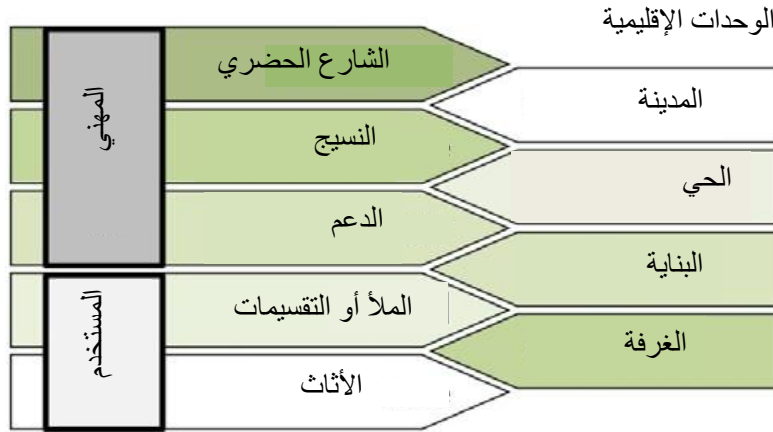 الوحدات الإقليمية
الشارع الحضري
المدينة
المهني
النسيج
الحي
الدعم
البناية
الملأ أو التقسيمات
المستخدم
الغرفة
الأثاث